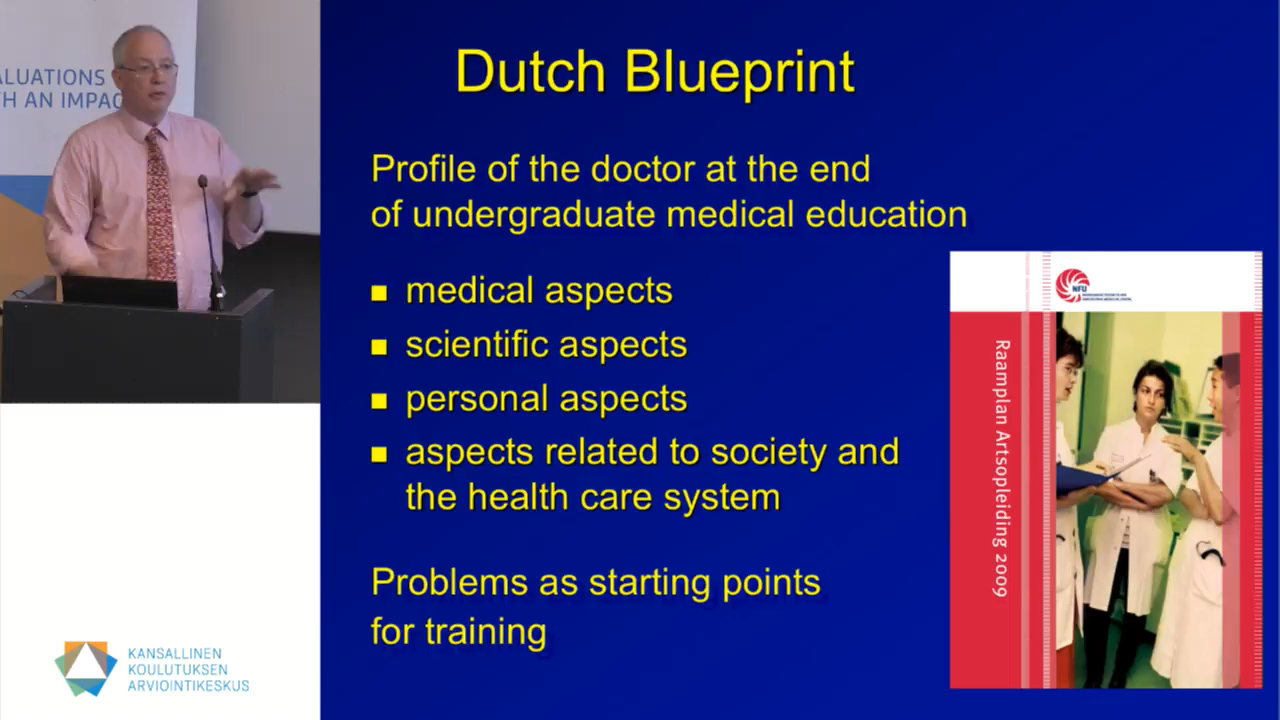 ALUATIONS
H AN IMPAC
Dutch Blueprint
Profile of the doctor at the end
of undergraduate medical education
medical aspects
scientific aspects
personal aspects
aspects related to society and
the health care system
Problems as starting points
for training
NFU
Raamplan Artsopleiding 2009
KANSALLINEN
KOULUTUKSEN
ARVIOINTIKESKUS